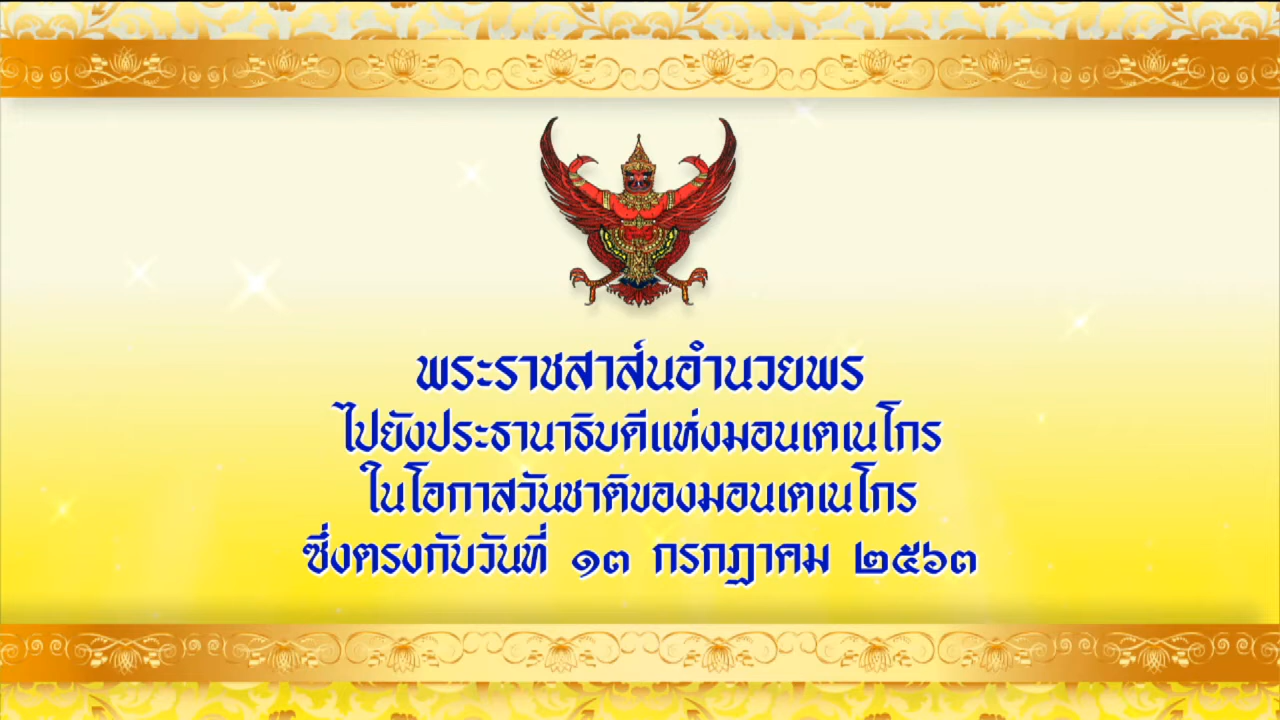 พระราชสาส์นอำนวยพร
ไปยังประธานาธิบดีแห่งมอนเตเนโกร
ในโอกาสวันชาติของมอนเตเนโกร
ซึ่งตรงกับวันที่ ๑๓ กรกฎาคม ๒๕๖๓